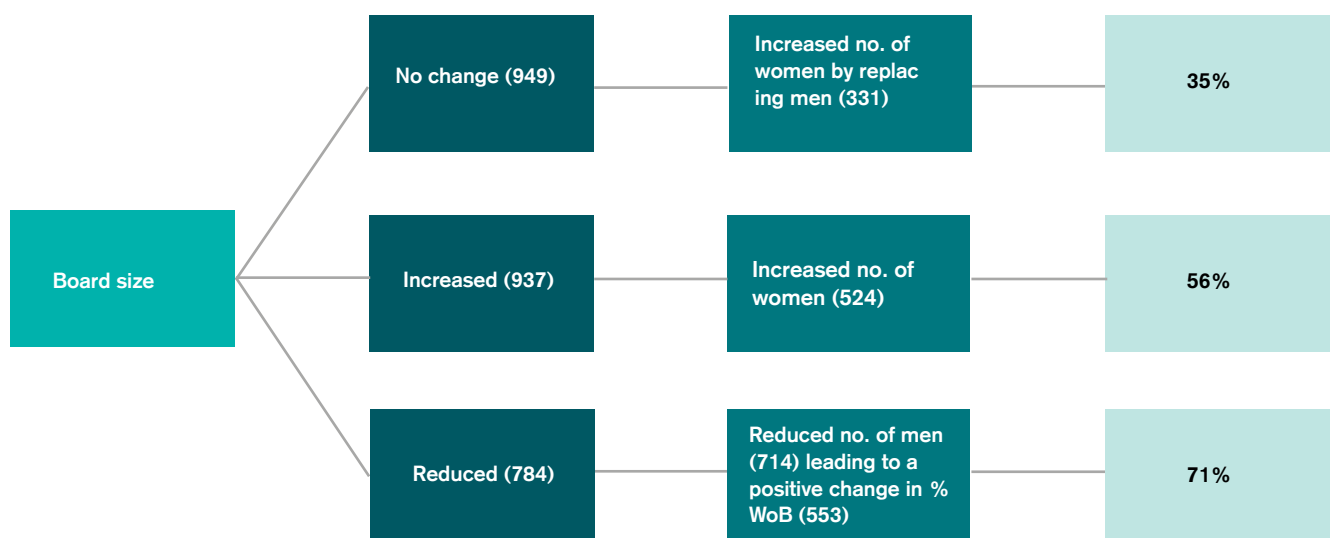 No change (949)
Increased no. of
women by replac
ing men (331)
35%
Board size
Increased (937)
Increased no. of
women (524)
56%
Reduced (784)
Reduced no. of men
(714) leading to a
positive change in %
WoB (553)
71%